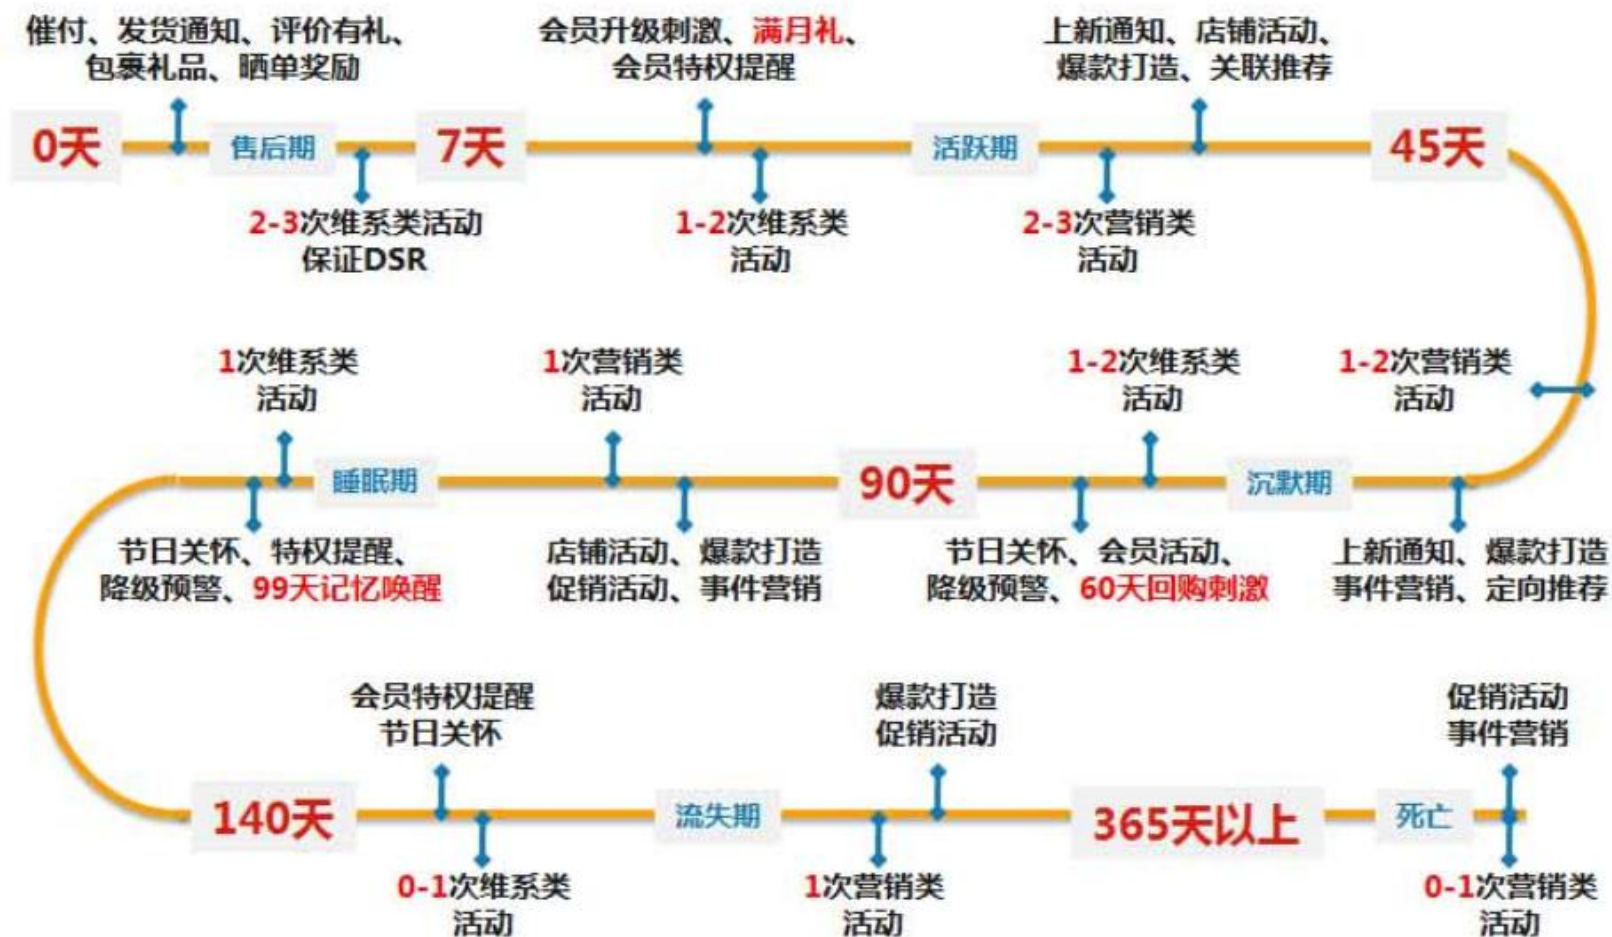 催付、发货通知、评价有礼、
包裹礼品、晒单奖励
会员升级刺激、满月礼、
会员特权提醒
上新通知、店铺活动、
爆款打造、关联推荐
0天
售后期
7天
活跃期
45天
2-3次维系类活动
保证DSR
1-2次维系类
活动
2-3次营销类
活动
1次维系类
活动
1次营销类
活动
1-2次维系类
活动
1-2次营销类
活动
睡眠期
90天
沉默期
节日关怀、特权提醒、
降级预警、99天记忆唤醒
店铺活动、爆款打造
促销活动、事件营销
节日关怀、会员活动、
降级预警、60天回购刺激
上新通知、爆款打造
事件营销、定向推荐
会员特权提醒
节日关怀
爆款打造
促销活动
促销活动
事件营销
140天
流失期
365天以上
死亡
0-1次维系类
活动
1次营销类
活动
0-1次营销类
活动